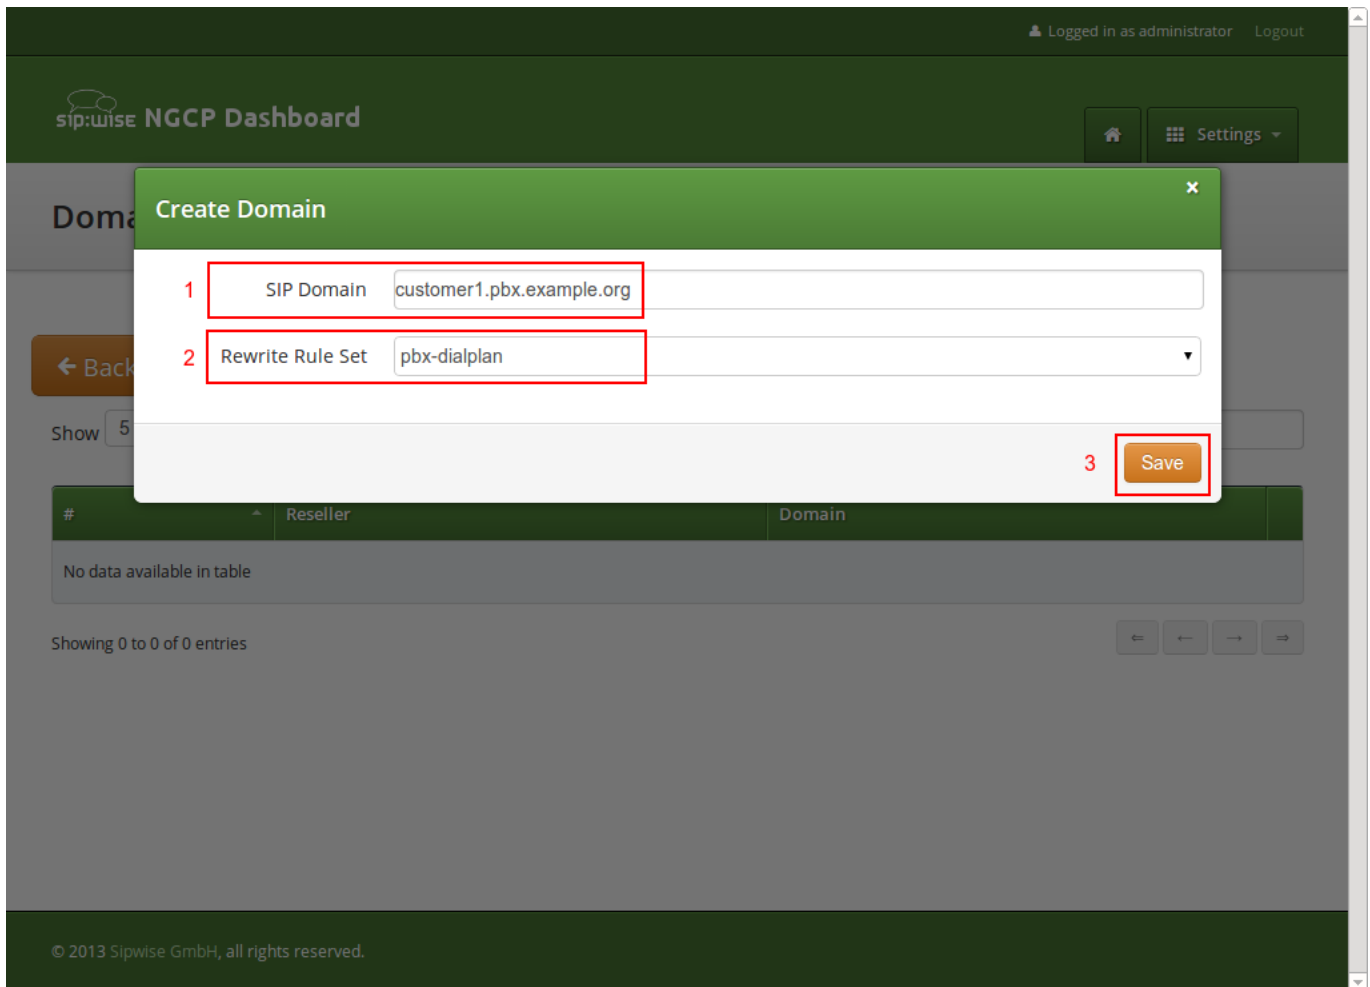 Logged in as administrator Logout
sip:wise NGCP Dashboard
Settings
Doma
Create Domain
×
1 SIP Domain customer1.pbx.example.org
2 Rewrite Rule Set pbx-dialplan
← Back
Show 5
3 Save
# Reseller Domain
No data available in table
Showing 0 to 0 of 0 entries
⇐ ← → ⇒
© 2013 Sipwise GmbH, all rights reserved.